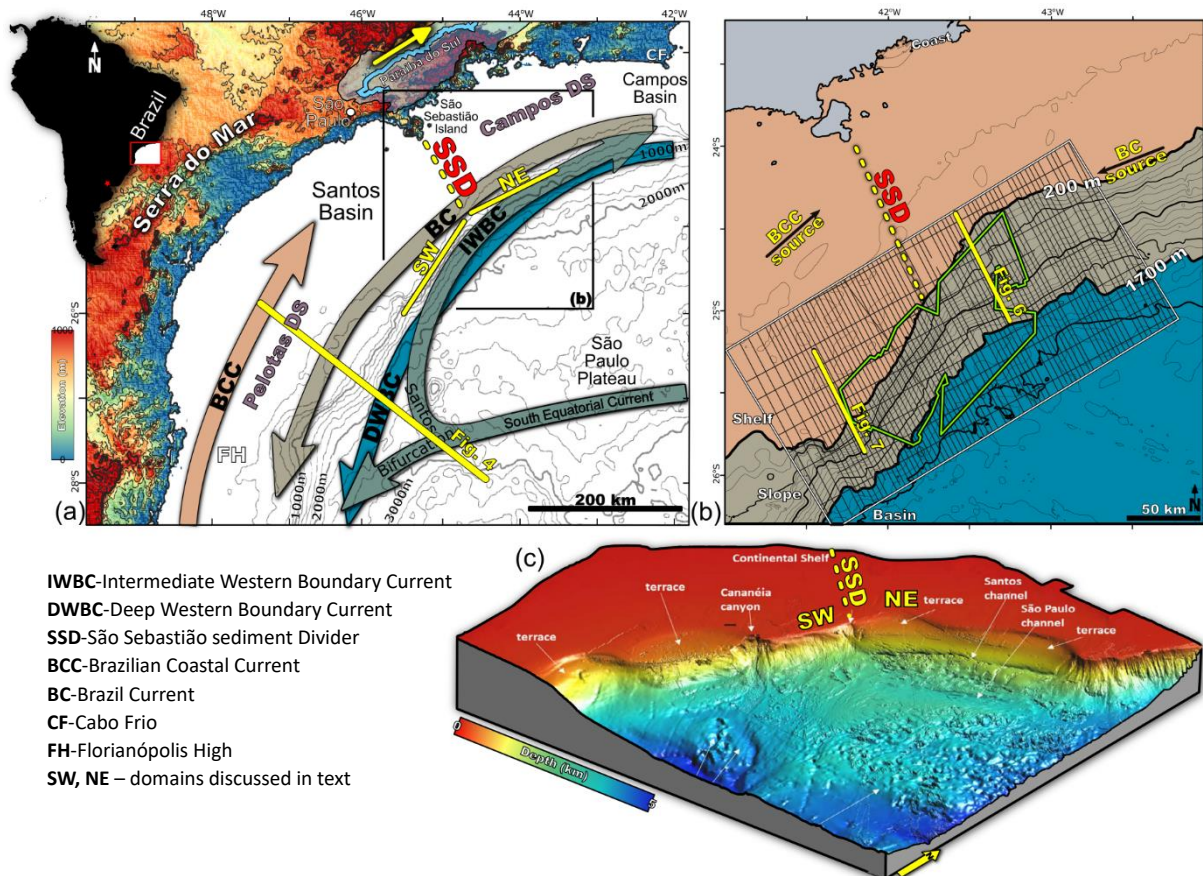 48°W
46°W
44°W
42°W
N
Brazil
Serra do Mar
São
Paulo
Paraíba do Sul
CF
São
Sebastião
Island
Campos DS
Campos
Basin
SSD
Santos
Basin
NE
1000m
2000m
BC
IWBC
SW
26°S
(b)
Pelotas DS
São
Paulo
Plateau
BCC
DWBC
South Equatorial Current
Santos
Bifurcat
Fig. 4
FH
28°S
1000m
2000m
3000m
Elevation (m)
0
200 km
(a)
42°W
43°W
Coast
24°S
SSD
BC
source
BCC
source
200 m
1700 m
25°S
Fig. 6
Fig. 7
Shelf
Slope
26°S
Basin
N
50 km
(b)
IWBC-Intermediate Western Boundary Current
DWBC-Deep Western Boundary Current
SSD-São Sebastião sediment Divider
BCC-Brazilian Coastal Current
BC-Brazil Current
CF-Cabo Frio
FH-Florianópolis High
SW, NE – domains discussed in text
(c)
Continental Shelf
SSD
terrace
Cananéia
canyon
SW
NE
terrace
Santos
channel
São Paulo
channel
terrace
terrace
0
Depth (km)
5